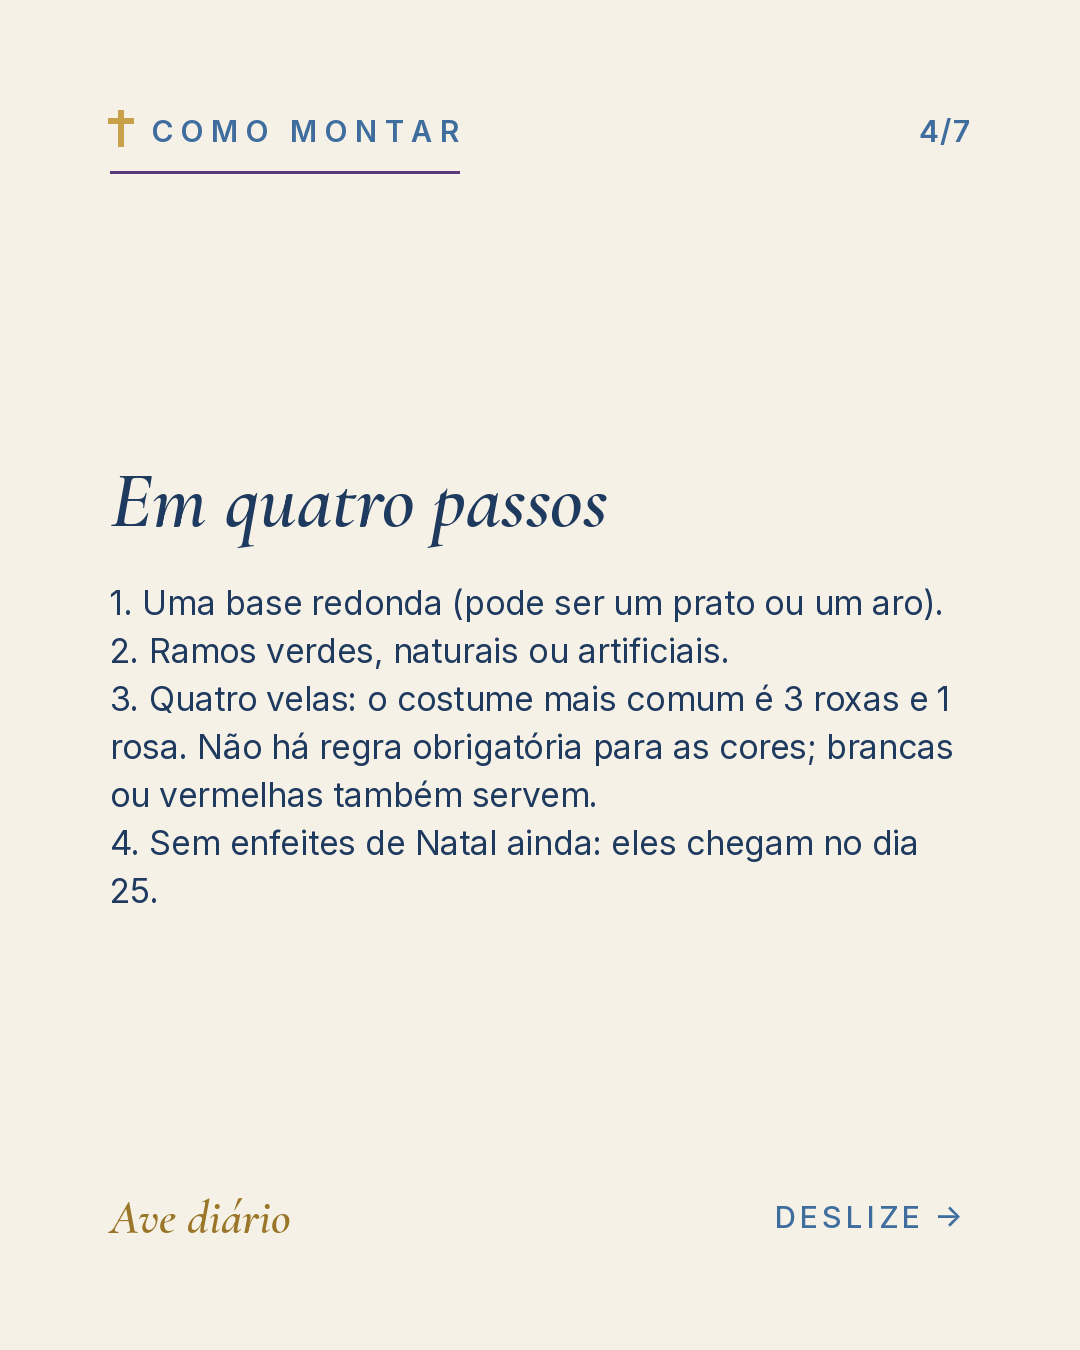 COMO MONTAR
4/7
Em quatro passos
1. Uma base redonda (pode ser um prato ou um aro).
2. Ramos verdes, naturais ou artificiais.
3. Quatro velas: o costume mais comum é 3 roxas e 1
rosa. Não há regra obrigatória para as cores; brancas
ou vermelhas também servem.
4. Sem enfeites de Natal ainda: eles chegam no dia
25.
Ave diário
DESLIZE →